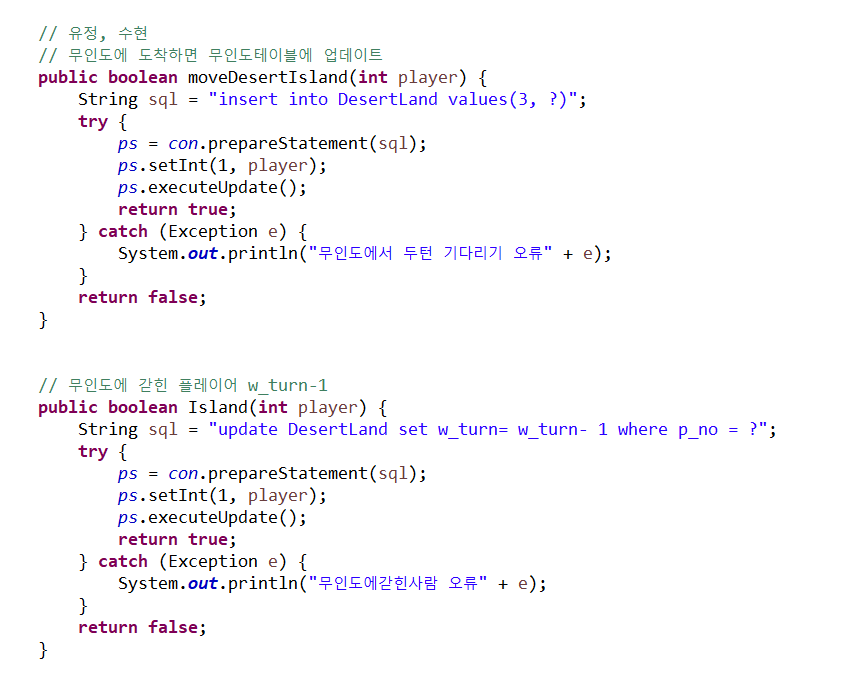 // 유정, 수현
// 무인도에 도착하면 무인도테이블에 업데이트
public boolean moveDesertIsland(int player) {
    String sql = "insert into DesertLand values(3, ?)";
    try {
        ps = con.prepareStatement(sql);
        ps.setInt(1, player);
        ps.executeUpdate();
        return true;
    } catch (Exception e) {
        System.out.println("무인도에서 두턴 기다리기 오류" + e);
    }
    return false;
}
// 무인도에 갇힌 플레이어 w_turn-1
public boolean Island(int player) {
    String sql = "update DesertLand set w_turn= w_turn- 1 where p_no = ?";
    try {
        ps = con.prepareStatement(sql);
        ps.setInt(1, player);
        ps.executeUpdate();
        return true;
    } catch (Exception e) {
        System.out.println("무인도에갇힌사람 오류" + e);
    }
    return false;
}